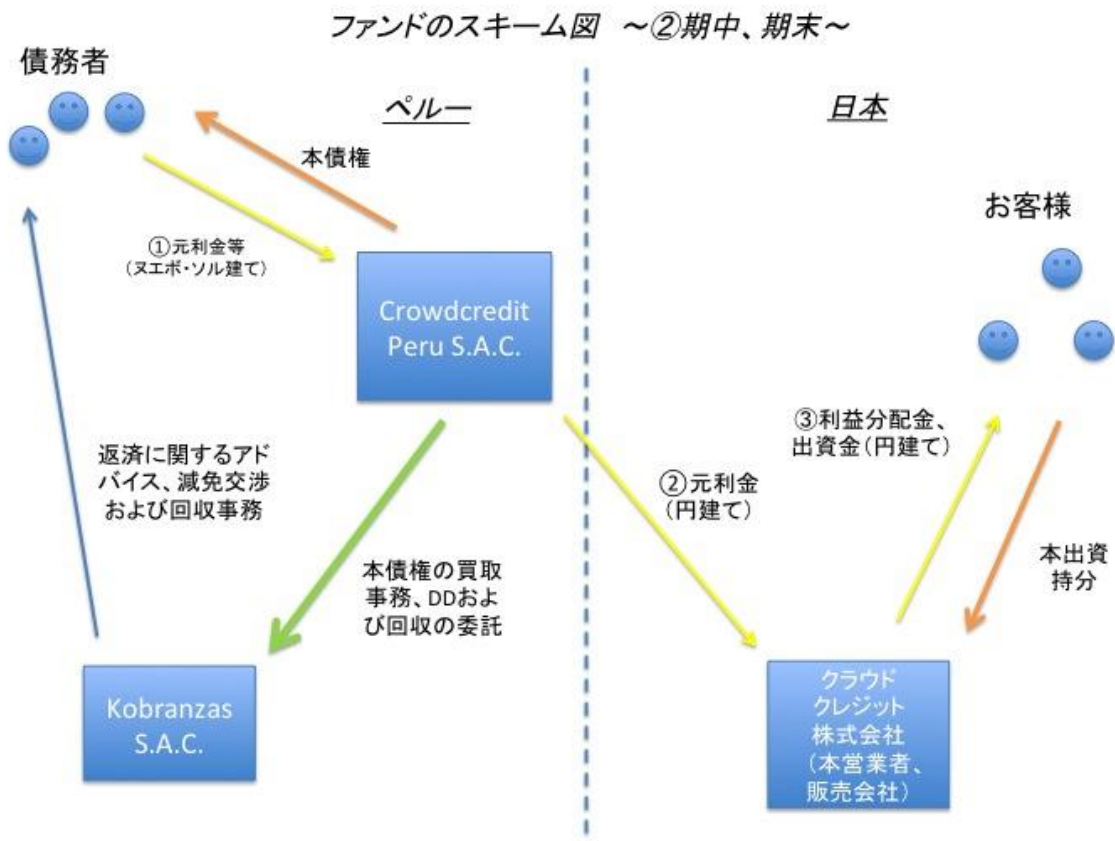 ファンドのスキーム図 ～②期中、期末～
債務者
ペルー
日本
本債権
お客様
①元利金等
(ヌエボ・ソル建て)
Crowdcredit
Peru S.A.C.
③利益分配金、
出資金(円建て)
返済に関するアド
バイス、減免交渉
および回収事務
②元利金
(円建て)
本出資
持分
本債権の買取
事務、DDおよ
び回収の委託
Kobranzas
S.A.C.
クラウド
クレジット
株式会社
(本営業者、
販売会社)